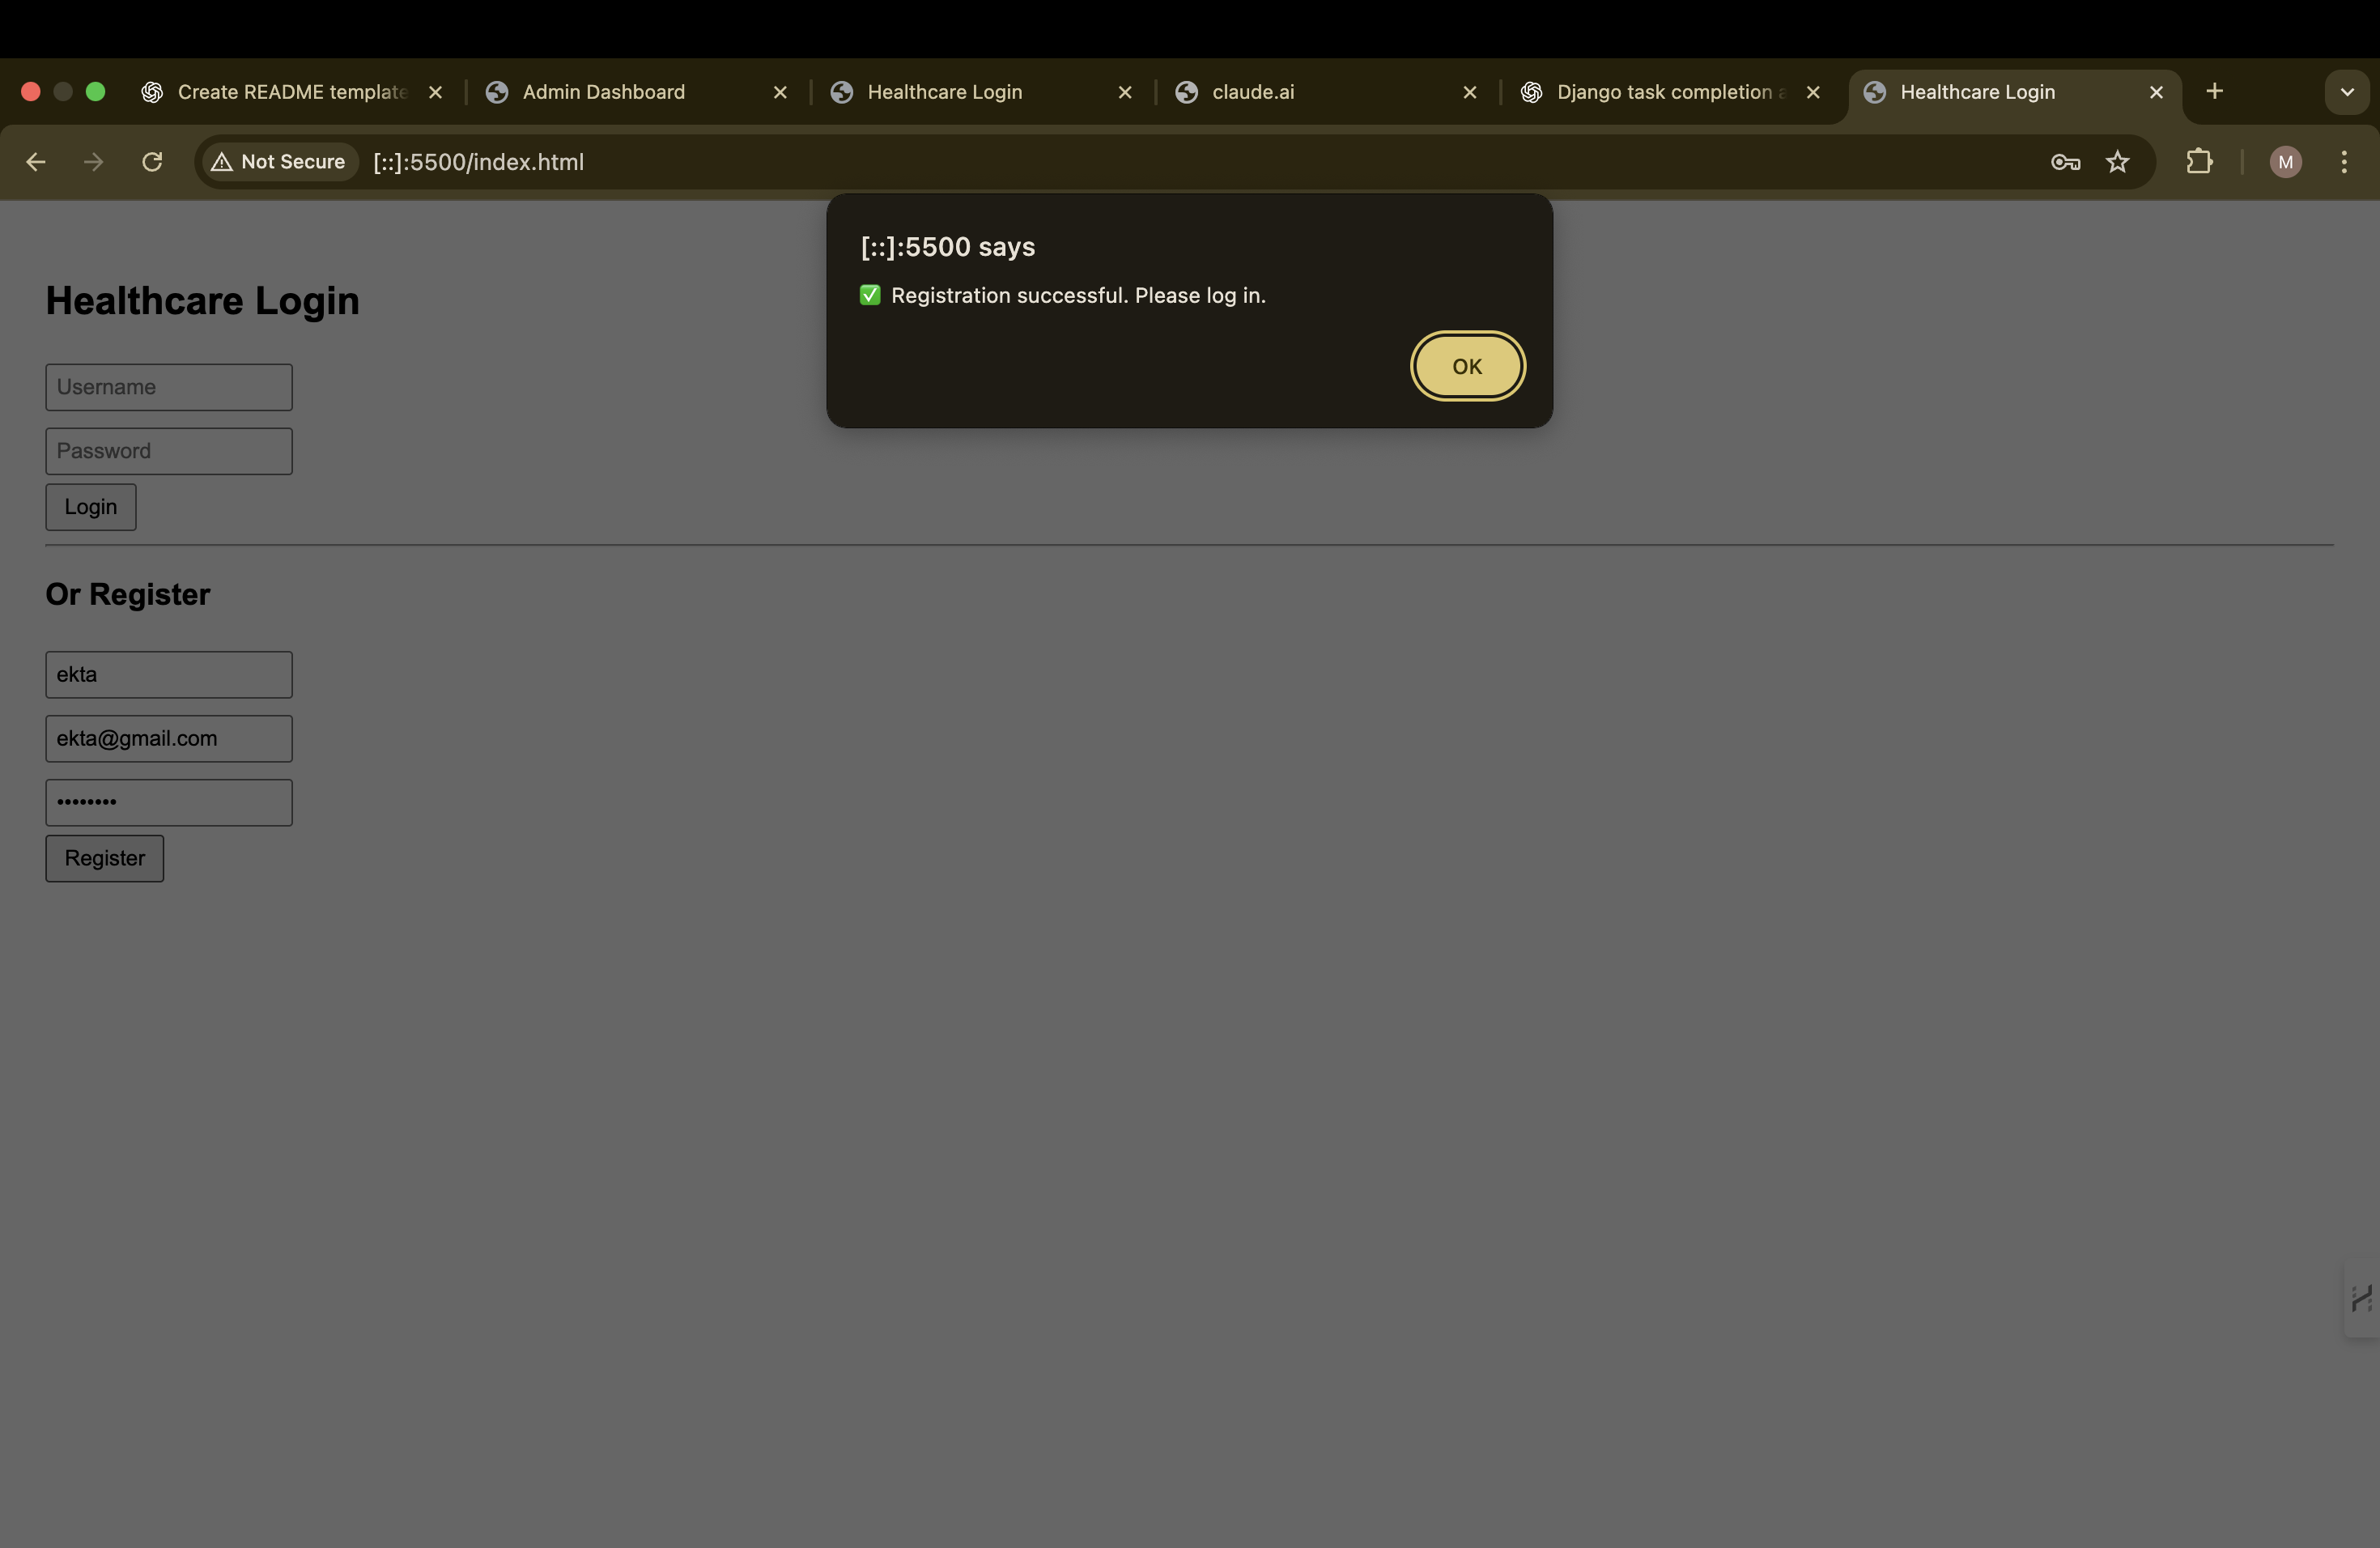 Create README template
Admin Dashboard
Healthcare Login
claude.ai
Django task completion a
Healthcare Login
Not Secure
[::]:5500/index.html
M
[::]:5500 says
✅ Registration successful. Please log in.
OK
Healthcare Login
Username
Password
Login
Or Register
ekta
ekta@gmail.com
••••••••
Register